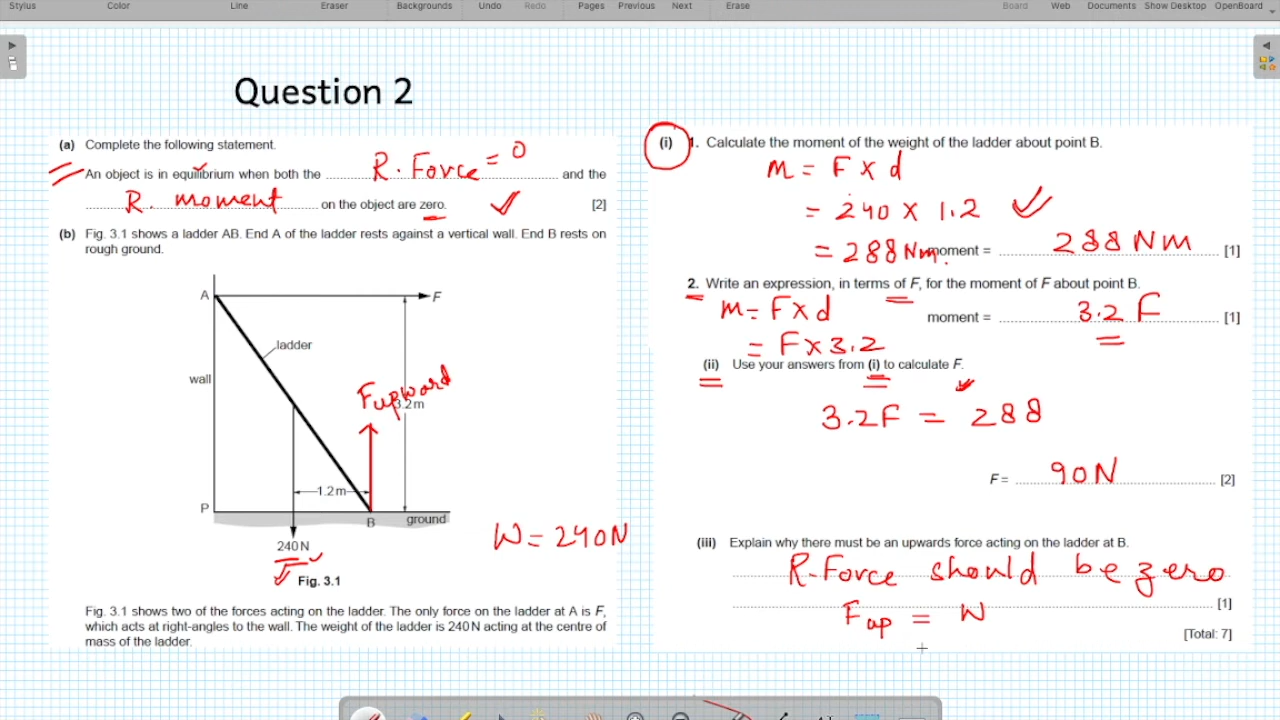 Stylus Color Line Eraser Backgrounds Undo Redo Pages Previous Next Erase Board Web Documents Show Desktop OpenBoard
Question 2
(a) Complete the following statement.
An object is in equilibrium when both the R. Force = 0 and the
R. moment on the object are zero. [2]
(b) Fig. 3.1 shows a ladder AB. End A of the ladder rests against a vertical wall. End B rests on
rough ground.
A
F
ladder
wall
F upward
3.2 m
1.2 m
P
B
ground
240 N
W = 240N
Fig. 3.1
Fig. 3.1 shows two of the forces acting on the ladder. The only force on the ladder at A is F,
which acts at right-angles to the wall. The weight of the ladder is 240 N acting at the centre of
mass of the ladder.
(i) 1. Calculate the moment of the weight of the ladder about point B.
m = F x d
= 240 x 1.2
= 288 Nm.
moment = 288 Nm [1]
2. Write an expression, in terms of F, for the moment of F about point B.
m = F x d
moment = 3.2 F [1]
= F x 3.2
(ii) Use your answers from (i) to calculate F.
3.2F = 288
F = 90N [2]
(iii) Explain why there must be an upwards force acting on the ladder at B.
R. Force should be zero
[1]
Fup = W
[Total: 7]